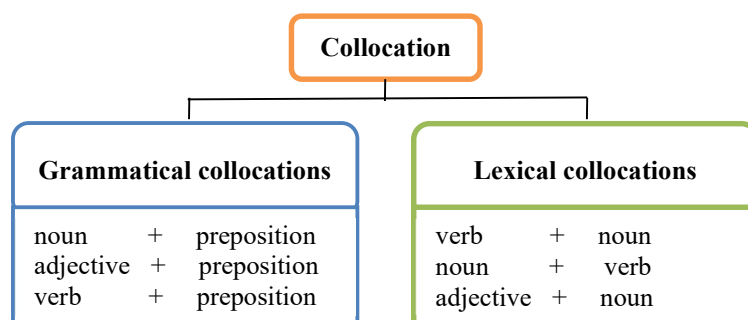 Collocation
Grammatical collocations
noun + preposition
adjective + preposition
verb + preposition
Lexical collocations
verb + noun
noun + verb
adjective + noun